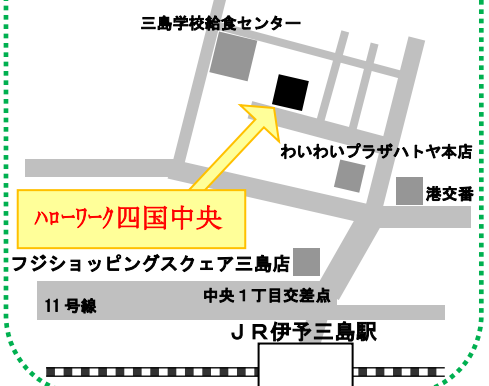 三島学校給食センター
わいわいプラザハトヤ本店
港交番
ﾊﾛｰﾜｰｸ四国中央
フジショッピングスクェア三島店
中央１丁目交差点
11 号線
ＪＲ伊予三島駅